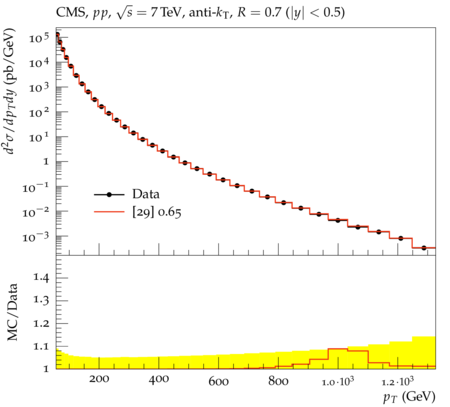 CMS, pp, √s = 7 TeV, anti-kT, R = 0.7 (|y| < 0.5)
d²σ/dpTdy (pb/GeV)
10⁵
10⁴
10³
10²
10¹
1
10⁻¹
10⁻²
10⁻³
Data
[29] 0.65
MC/Data
1.4
1.3
1.2
1.1
1
200 400 600 800 1.0·10³ 1.2·10³
pT (GeV)